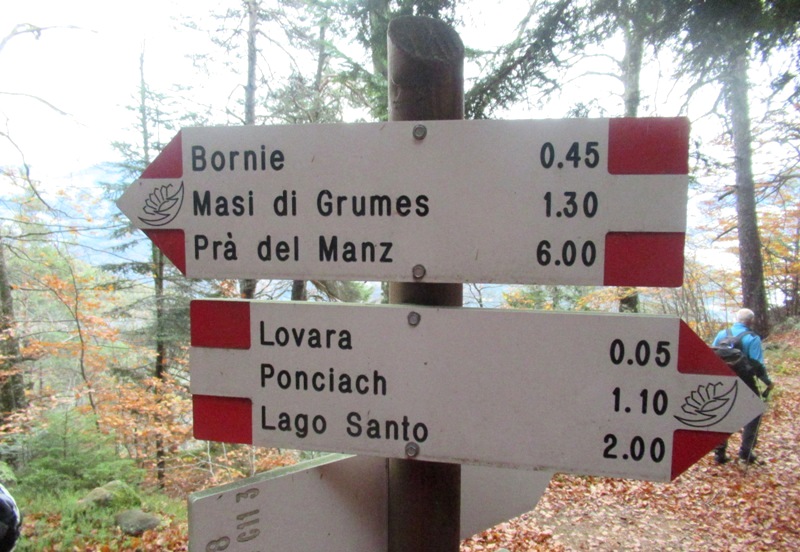 Bornie 0.45
Masi di Grumes 1.30
Prà del Manz 6.00
Lovara 0.05
Ponciach 1.10
Lago Santo 2.00